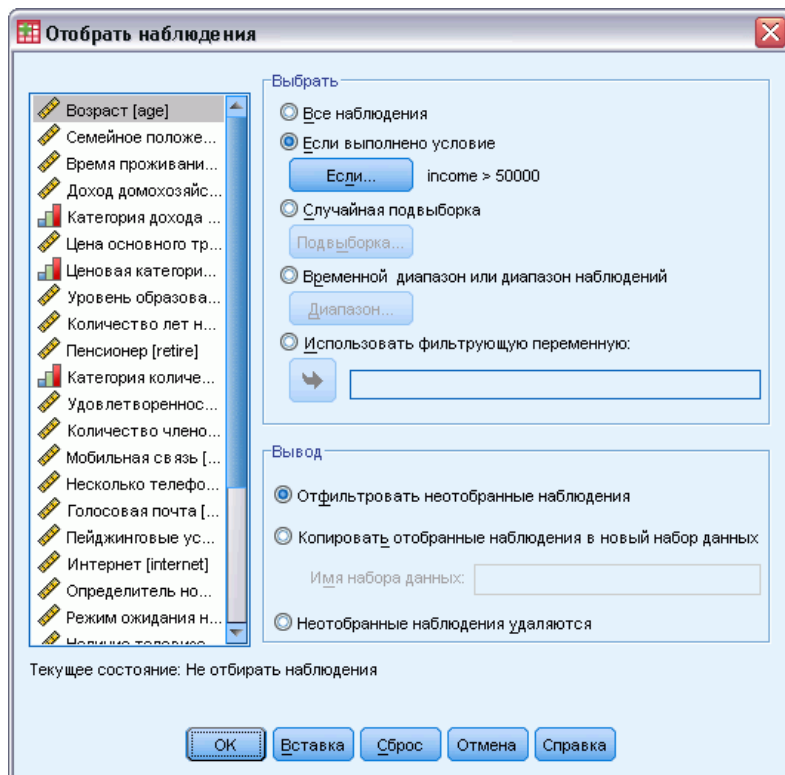 Отобрать наблюдения
Возраст [age]
Семейное положе...
Время проживани...
Доход домохозяйс...
Категория дохода ...
Цена основного тр...
Ценовая категори...
Уровень образова...
Количество лет н...
Пенсионер [retire]
Категория количе...
Удовлетвореннос...
Количество члено...
Мобильная связь [...
Несколько телефо...
Голосовая почта [...
Пейджинговые ус...
Интернет [internet]
Определитель но...
Режим ожидания н...
Выбрать
Все наблюдения
Если выполнено условие
Если... income > 50000
Случайная подвыборка
Подвыборка...
Временной диапазон или диапазон наблюдений
Диапазон...
Использовать фильтрующую переменную:
Вывод
Отфильтровать неотобранные наблюдения
Копировать отобранные наблюдения в новый набор данных
Имя набора данных:
Неотобранные наблюдения удаляются
Текущее состояние: Не отбирать наблюдения
OK Вставка Сброс Отмена Справка